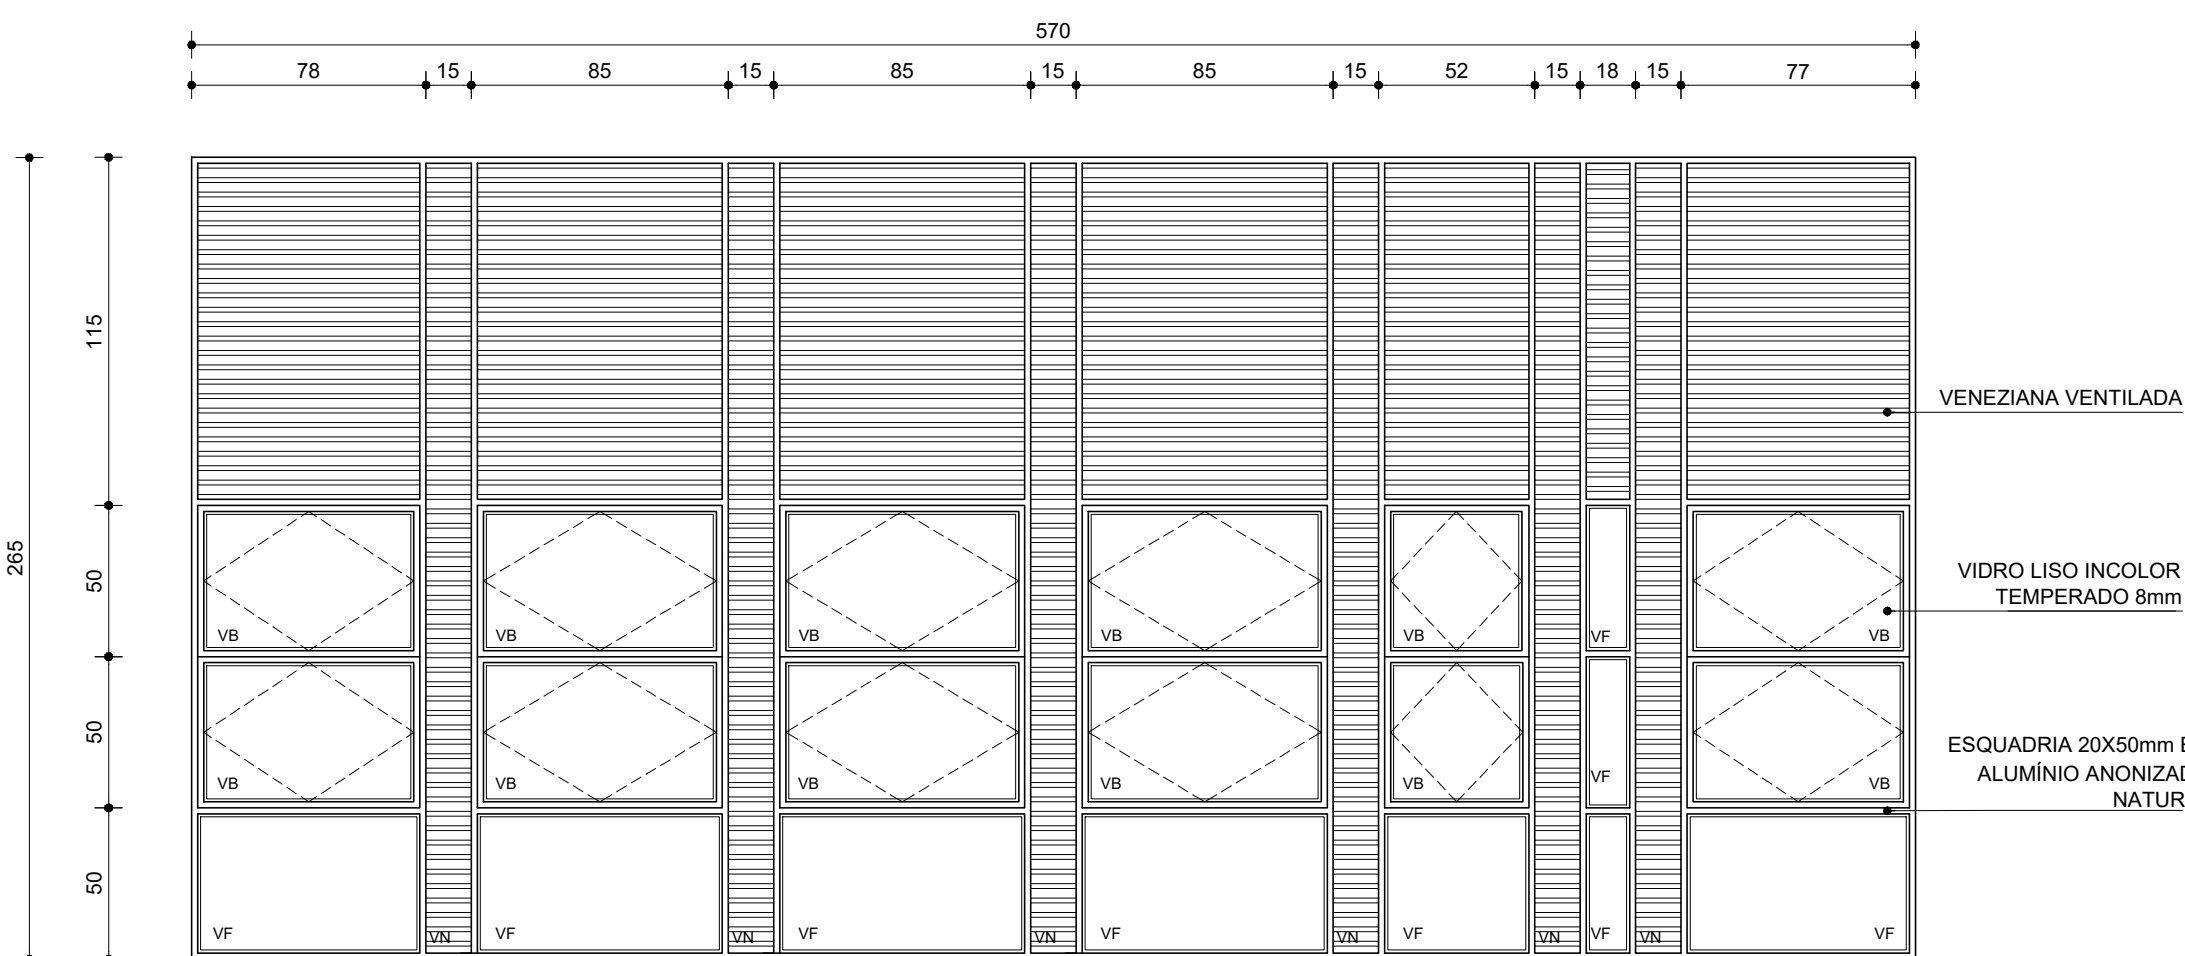 570
78 15 85 15 85 15 85 15 52 15 18 15 77
115
VENEZIANA VENTILADA
265
50
VIDRO LISO INCOLOR
TEMPERADO 8mm
VB VB VB VB VB VF VB
50
ESQUADRIA 20X50mm E
ALUMÍNIO ANONIZAD
NATUR
VB VB VB VB VB VF VB
50
VF VN VF VN VF VN VF VN VF VN VF VN VF